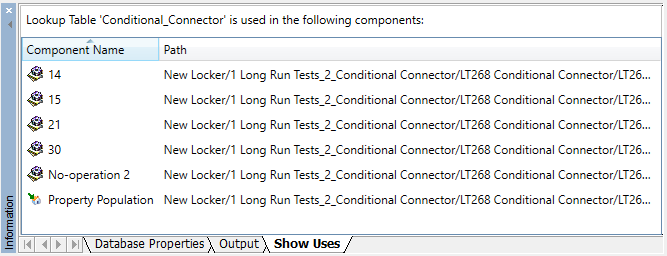 Lookup Table 'Conditional_Connector' is used in the following components:
Component Name Path
14 New Locker/1 Long Run Tests_2_Conditional Connector/LT268 Conditional Connector/LT26...
15 New Locker/1 Long Run Tests_2_Conditional Connector/LT268 Conditional Connector/LT26...
21 New Locker/1 Long Run Tests_2_Conditional Connector/LT268 Conditional Connector/LT26...
30 New Locker/1 Long Run Tests_2_Conditional Connector/LT268 Conditional Connector/LT26...
No-operation 2 New Locker/1 Long Run Tests_2_Conditional Connector/LT268 Conditional Connector/LT26...
Property Population New Locker/1 Long Run Tests_2_Conditional Connector/LT268 Conditional Connector/LT26...
Information
Database Properties Output Show Uses